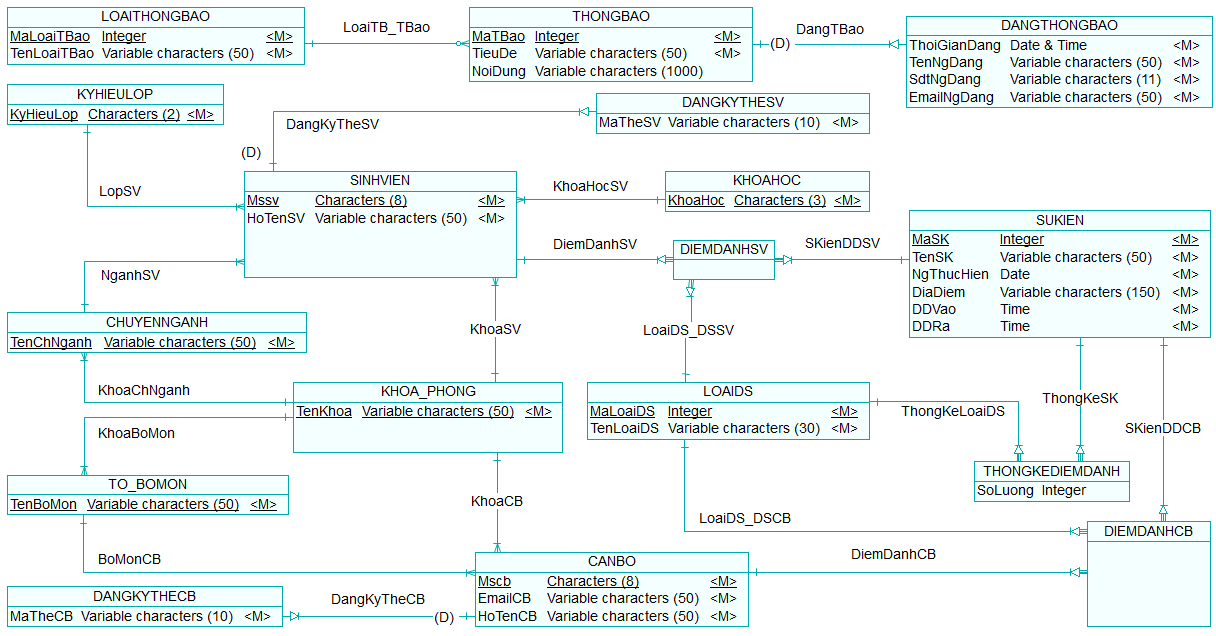 LOAITHONGBAO
MaLoaiTBao Integer <M>
TenLoaiTBao Variable characters (50) <M>
LoaiTB_TBao
THONGBAO
MaTBao Integer <M>
TieuDe Variable characters (50) <M>
NoiDung Variable characters (1000)
(D)
DangTBao
DANGTHONGBAO
ThoiGianDang Date & Time <M>
TenNgDang Variable characters (50) <M>
SdtNgDang Variable characters (11) <M>
EmailNgDang Variable characters (50) <M>
KYHIEULOP
KyHieuLop Characters (2) <M>
DangKyTheSV
(D)
DANGKYTHESV
MaTheSV Variable characters (10) <M>
LopSV
SINHVIEN
Mssv Characters (8) <M>
HoTenSV Variable characters (50) <M>
KhoaHocSV
KHOAHOC
KhoaHoc Characters (3) <M>
DiemDanhSV
DIEMDANHSV
SKienDDSV
SUKIEN
MaSK Integer <M>
TenSK Variable characters (50) <M>
NgThucHien Date <M>
DiaDiem Variable characters (150) <M>
DDVao Time <M>
DDRa Time <M>
NganhSV
CHUYENNGANH
TenChNganh Variable characters (50) <M>
KhoaSV
LoaiDS_DSSV
KhoaChNganh
KHOA_PHONG
TenKhoa Variable characters (50) <M>
LOAIDS
MaLoaiDS Integer <M>
TenLoaiDS Variable characters (30) <M>
ThongKeLoaiDS
ThongKeSK
SKienDDCB
KhoaBoMon
THONGKEDIEMDANH
SoLuong Integer
TO_BOMON
TenBoMon Variable characters (50) <M>
KhoaCB
LoaiDS_DSCB
DIEMDANHCB
BoMonCB
CANBO
Mscb Characters (8) <M>
EmailCB Variable characters (50) <M>
HoTenCB Variable characters (50) <M>
DiemDanhCB
DANGKYTHECB
MaTheCB Variable characters (10) <M>
DangKyTheCB
(D)